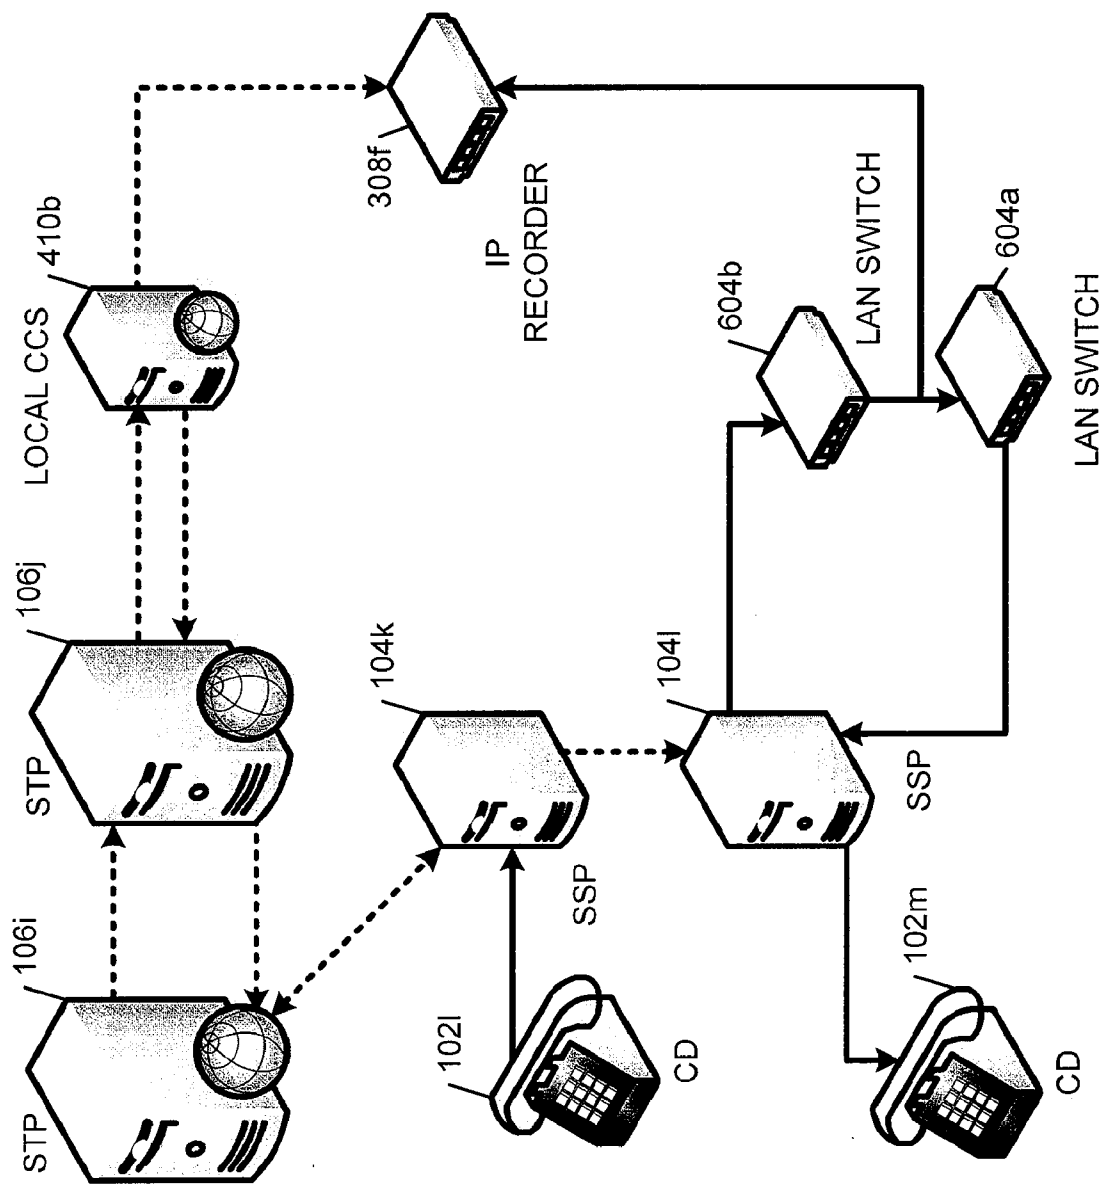 STP
106i
STP
106j
LOCAL CCS
410b
104k
308f
102l
IP
RECORDER
SSP
CD
104l
604b
LAN SWITCH
102m
SSP
604a
CD
LAN SWITCH